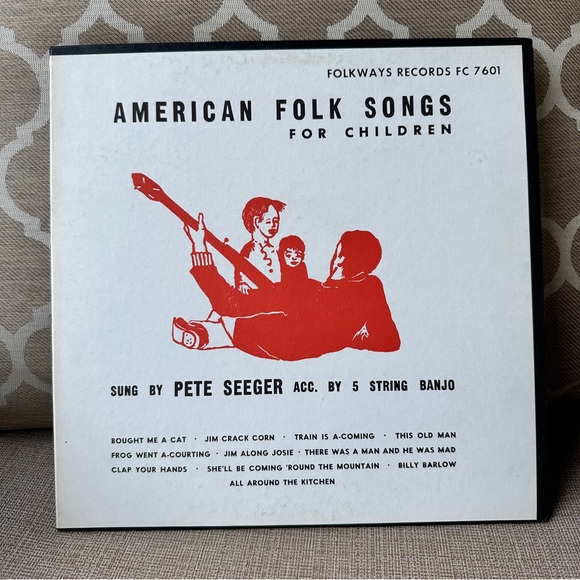 FOLKWAYS RECORDS FC 7601
AMERICAN FOLK SONGS
FOR CHILDREN
SUNG BY PETE SEEGER ACC. BY 5 STRING BANJO
BOUGHT ME A CAT · JIM CRACK CORN · TRAIN IS A-COMING · THIS OLD MAN
FROG WENT A-COURTING · JIM ALONG JOSIE · THERE WAS A MAN AND HE WAS MAD
CLAP YOUR HANDS · SHE'LL BE COMING 'ROUND THE MOUNTAIN · BILLY BARLOW
ALL AROUND THE KITCHEN